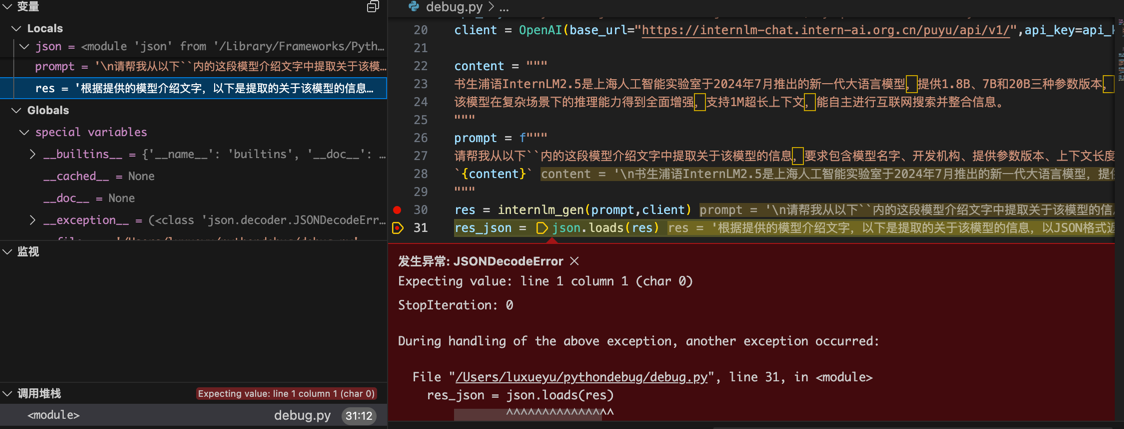 变量
Locals
json = <module 'json' from '/Library/Frameworks/Pyth…
prompt = '\n请帮我从以下``内的这段模型介绍文字中提取关于该模…
res = '根据提供的模型介绍文字，以下是提取的关于该模型的信息…
Globals
special variables
__builtins__ = {'__name__': 'builtins', '__doc__': …
__cached__ = None
__doc__ = None
__exception__ = (<class 'json.decoder.JSONDecodeErr…
监视
调用堆栈
Expecting value: line 1 column 1 (char 0)
<module>
debug.py
31:12
debug.py > ...
20 client = OpenAI(base_url="https://internlm-chat.intern-ai.org.cn/puyu/api/v1/",api_key=api_k
21
22 content = """
23 书生浦语InternLM2.5是上海人工智能实验室于2024年7月推出的新一代大语言模型，提供1.8B、7B和20B三种参数版本，
24 该模型在复杂场景下的推理能力得到全面增强，支持1M超长上下文，能自主进行互联网搜索并整合信息。
25 """
26 prompt = f"""
27 请帮我从以下``内的这段模型介绍文字中提取关于该模型的信息，要求包含模型名字、开发机构、提供参数版本、上下文长度
28 `{content}` content = '\n书生浦语InternLM2.5是上海人工智能实验室于2024年7月推出的新一代大语言模型，提供
29 """
30 res = internlm_gen(prompt,client) prompt = '\n请帮我从以下``内的这段模型介绍文字中提取关于该模型的信息
31 res_json = json.loads(res) res = '根据提供的模型介绍文字，以下是提取的关于该模型的信息，以JSON格式返
发生异常: JSONDecodeError
Expecting value: line 1 column 1 (char 0)
StopIteration: 0
During handling of the above exception, another exception occurred:
File "/Users/luxueyu/pythondebug/debug.py", line 31, in <module>
res_json = json.loads(res)
^^^^^^^^^^^^^^^